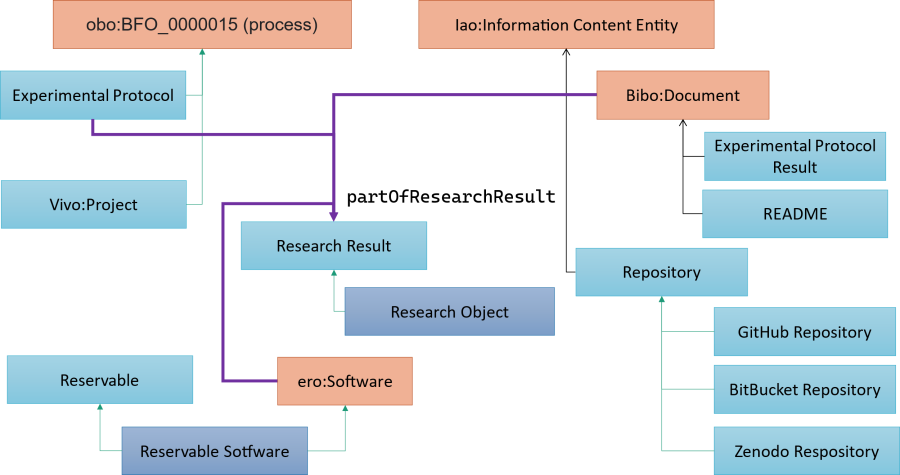 obo:BFO_0000015 (process)
Iao:Information Content Entity
Experimental Protocol
Bibo:Document
Experimental Protocol
Result
Vivo:Project
partOfResearchResult
README
Research Result
Repository
Research Object
GitHub Repository
Reservable
ero:Software
BitBucket Repository
Reservable Sotfware
Zenodo Respository